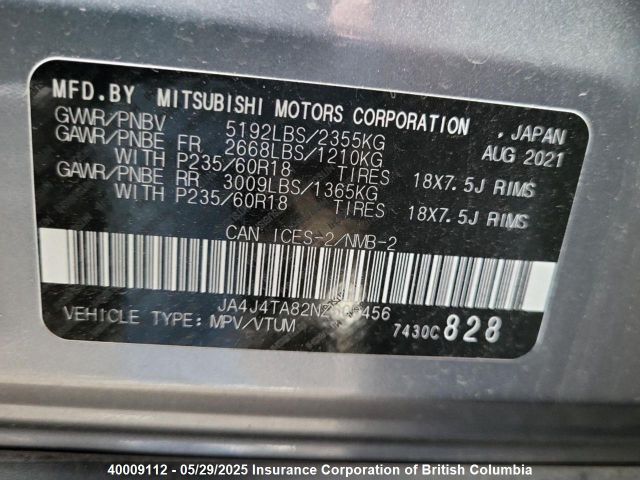 MFD.BY MITSUBISHI MOTORS CORPORATION , JAPAN
GVWR/PNBV 5192LBS/2355KG AUG 2021
GAWR/PNBE FR 2668LBS/1210KG
WITH P235/60R18 TIRES 18X7.5J RIMS
GAWR/PNBE RR 3009LBS/1365KG
WITH P235/60R18 TIRES 18X7.5J RIMS
CAN ICES-2/NMB-2
VEHICLE TYPE: MPV/VTUM 7430C 828
40009112 - 05/29/2025 Insurance Corporation of British Columbia